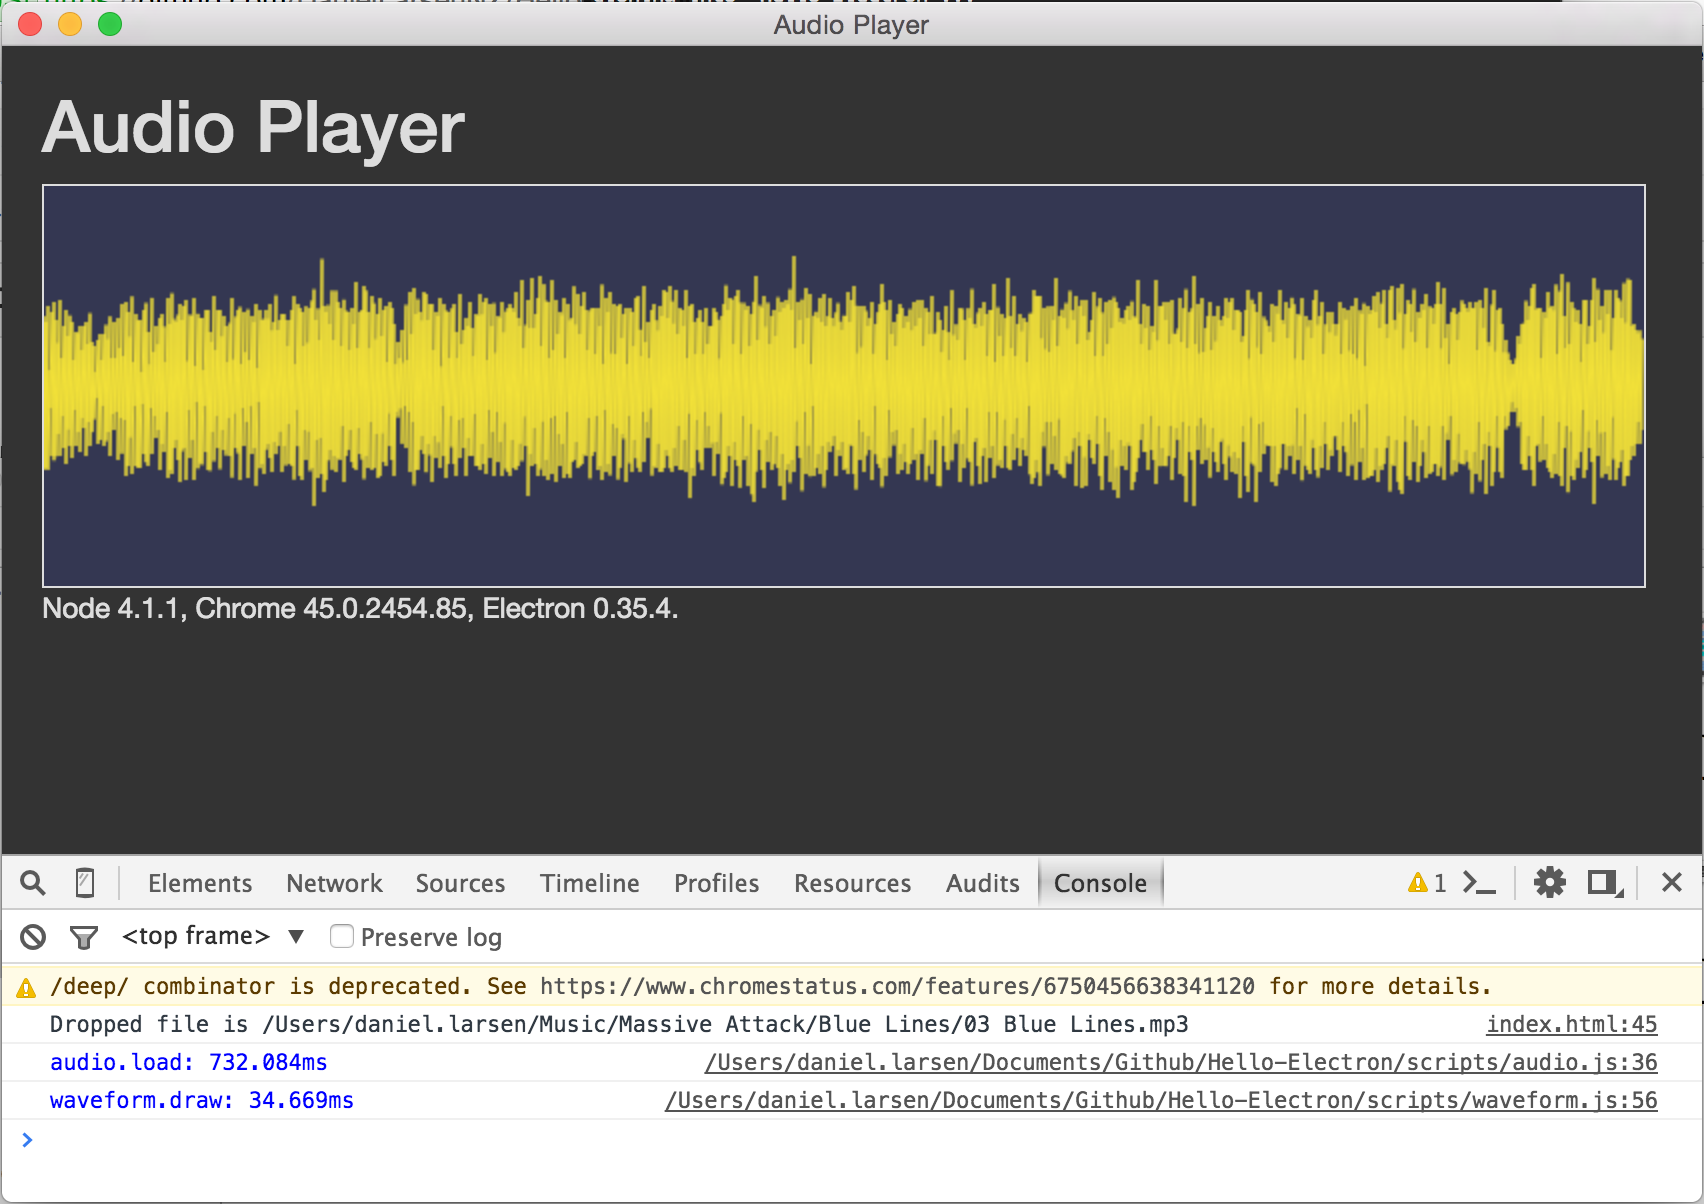 Audio Player
Audio Player
Node 4.1.1, Chrome 45.0.2454.85, Electron 0.35.4.
Elements Network Sources Timeline Profiles Resources Audits Console 1
<top frame> Preserve log
/deep/ combinator is deprecated. See https://www.chromestatus.com/features/6750456638341120 for more details.
Dropped file is /Users/daniel.larsen/Music/Massive Attack/Blue Lines/03 Blue Lines.mp3 index.html:45
audio.load: 732.084ms /Users/daniel.larsen/Documents/Github/Hello-Electron/scripts/audio.js:36
waveform.draw: 34.669ms /Users/daniel.larsen/Documents/Github/Hello-Electron/scripts/waveform.js:56